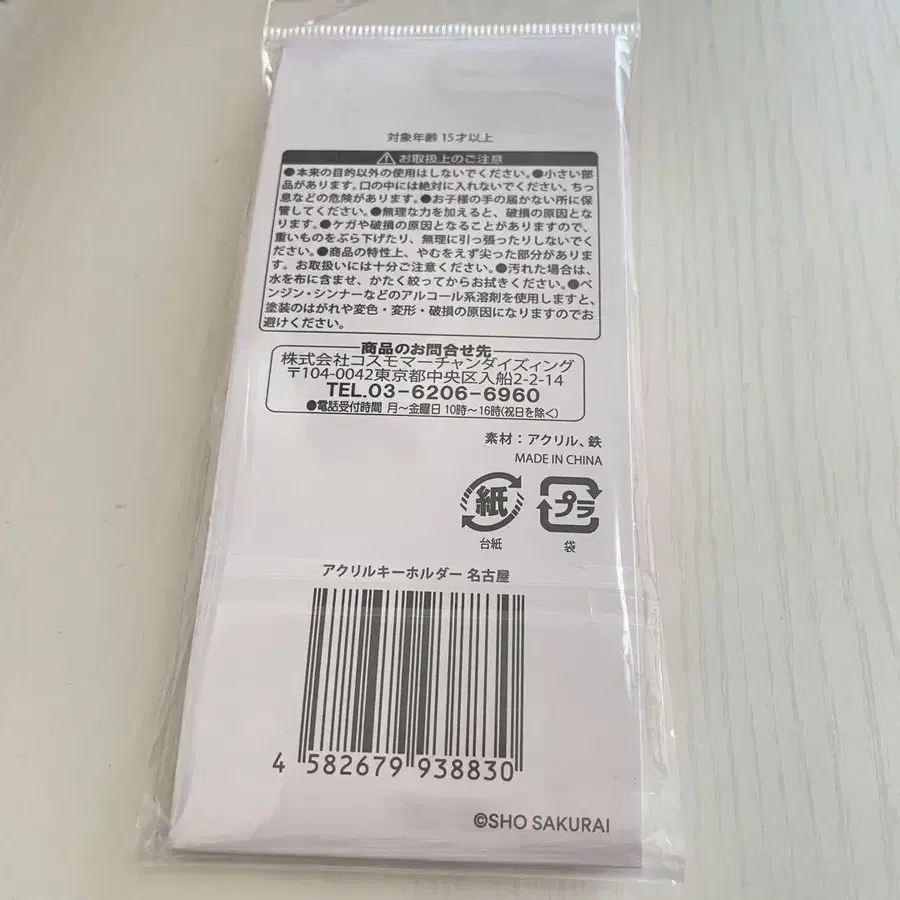 対象年齢 15才以上
お取扱上のご注意
●本来の目的以外の使用はしないでください。●小さい部
品があります。口の中には絶対に入れないでください。ちっ
息などの危険があります。●お子様の手の届かない所に保
管してください。●無理な力を加えると、破損の原因とな
ります。●ケガや破損の原因となることがありますので、
重いものをぶら下げたり、無理に引っ張ったりしないでく
ださい。●商品の特性上、やむをえず尖った部分がありま
す。お取扱いには十分ご注意ください。●汚れた場合は、
水を布に含ませ、かたく絞ってからお拭きください。●ベ
ンジン・シンナーなどのアルコール系溶剤を使用しますと、
塗装のはがれや変色・変形・破損の原因になりますのでお
避けください。
商品のお問合せ先
株式会社コスモマーチャンダイズィング
〒104-0042東京都中央区入船2-2-14
TEL.03-6206-6960
●電話受付時間 月〜金曜日 10時〜16時(祝日を除く)
素材：アクリル、鉄
MADE IN CHINA
紙 プラ
台紙 袋
アクリルキーホルダー 名古屋
4 582679 938830
©SHO SAKURAI